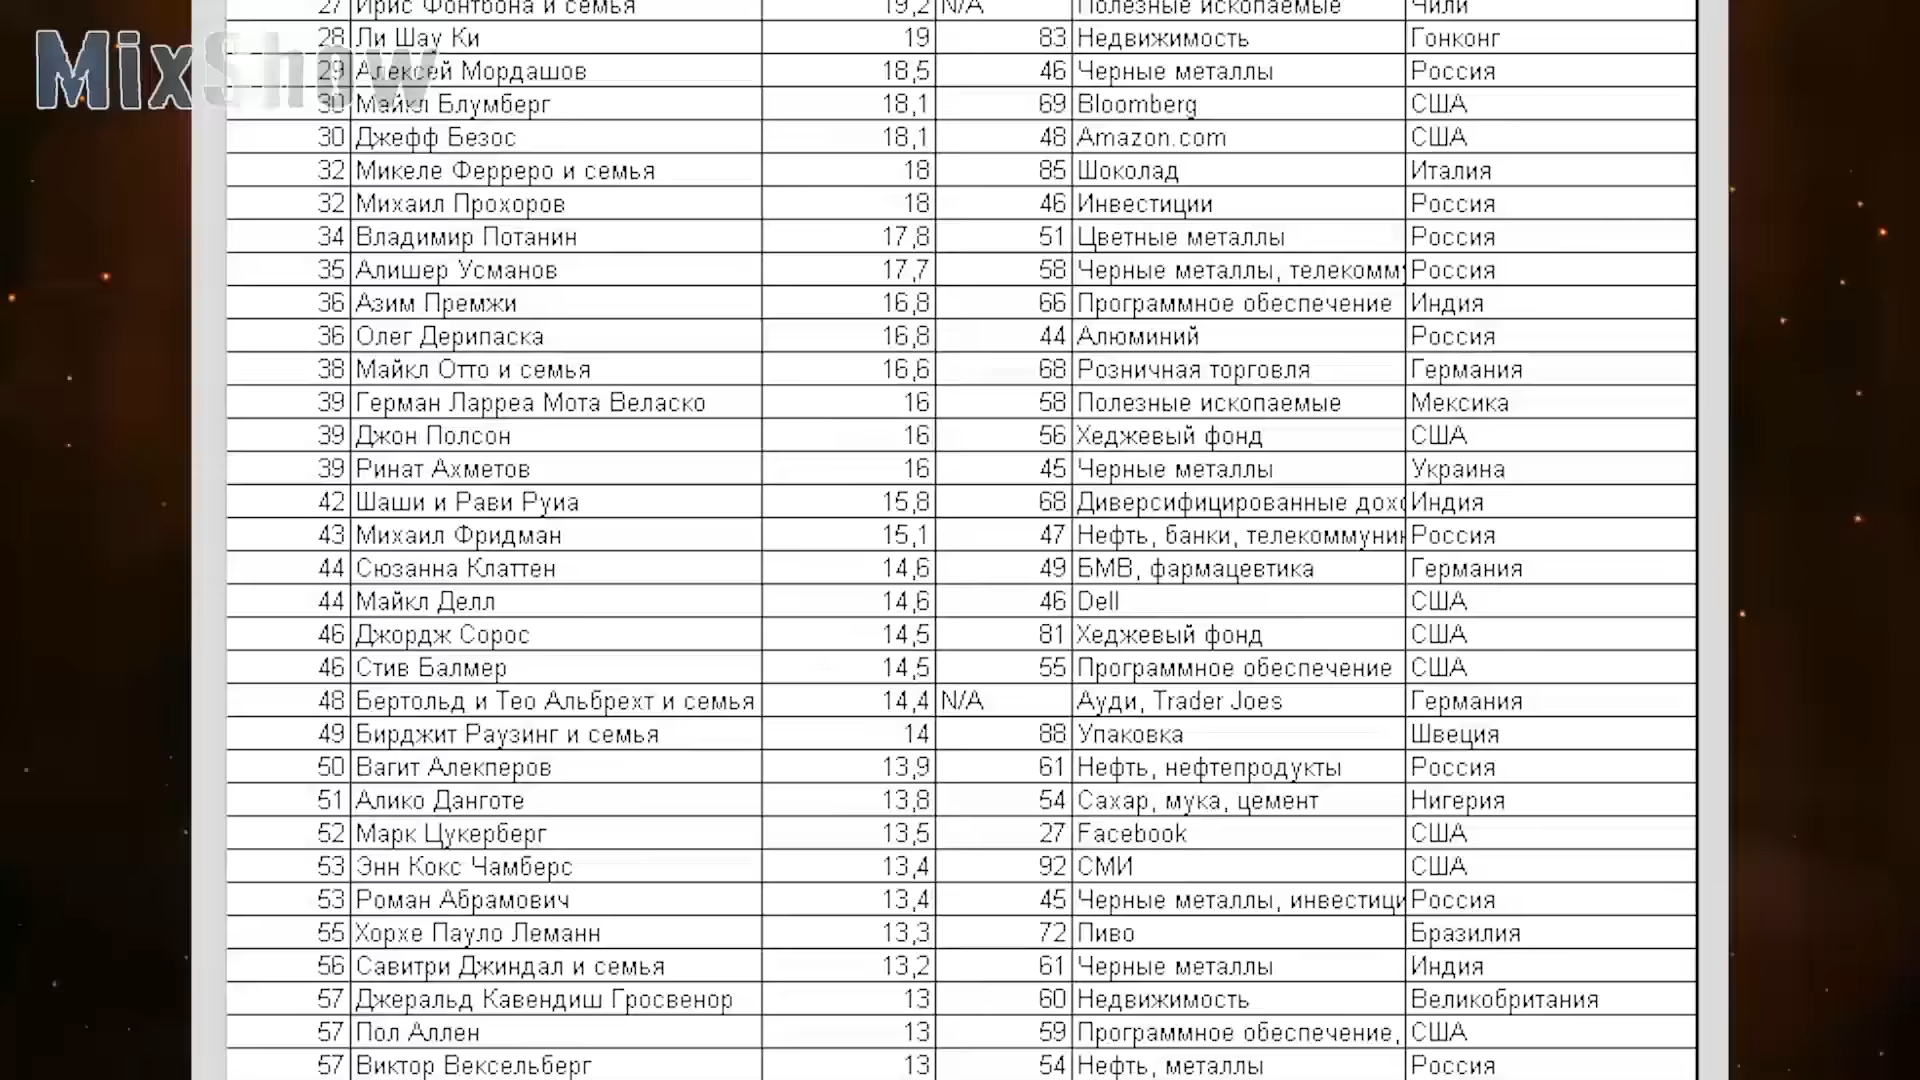 MixShow
27 Ирис Фонтбона и семья 19,2 N/A Полезные ископаемые Чили
28 Ли Шау Ки 19 83 Недвижимость Гонконг
29 Алексей Мордашов 18,5 46 Черные металлы Россия
30 Майкл Блумберг 18,1 69 Bloomberg США
30 Джефф Безос 18,1 48 Amazon.com США
32 Микеле Ферреро и семья 18 85 Шоколад Италия
32 Михаил Прохоров 18 46 Инвестиции Россия
34 Владимир Потанин 17,8 51 Цветные металлы Россия
35 Алишер Усманов 17,7 58 Черные металлы, телекомму Россия
36 Азим Премжи 16,8 66 Программное обеспечение Индия
36 Олег Дерипаска 16,8 44 Алюминий Россия
38 Майкл Отто и семья 16,6 68 Розничная торговля Германия
39 Герман Ларреа Мота Веласко 16 58 Полезные ископаемые Мексика
39 Джон Полсон 16 56 Хеджевый фонд США
39 Ринат Ахметов 16 45 Черные металлы Украина
42 Шаши и Рави Руиа 15,8 68 Диверсифицированные дохо Индия
43 Михаил Фридман 15,1 47 Нефть, банки, телекоммуник Россия
44 Сюзанна Клаттен 14,6 49 БМВ, фармацевтика Германия
44 Майкл Делл 14,6 46 Dell США
46 Джордж Сорос 14,5 81 Хеджевый фонд США
46 Стив Балмер 14,5 55 Программное обеспечение США
48 Бертольд и Тео Альбрехт и семья 14,4 N/A Ауди, Trader Joes Германия
49 Бирджит Раузинг и семья 14 88 Упаковка Швеция
50 Вагит Алекперов 13,9 61 Нефть, нефтепродукты Россия
51 Алико Данготе 13,8 54 Сахар, мука, цемент Нигерия
52 Марк Цукерберг 13,5 27 Facebook США
53 Энн Кокс Чамберс 13,4 92 СМИ США
53 Роман Абрамович 13,4 45 Черные металлы, инвестици Россия
55 Хорхе Пауло Леманн 13,3 72 Пиво Бразилия
56 Савитри Джиндал и семья 13,2 61 Черные металлы Индия
57 Джеральд Кавендиш Гросвенор 13 60 Недвижимость Великобритания
57 Пол Аллен 13 59 Программное обеспечение, США
57 Виктор Вексельберг 13 54 Нефть, металлы Россия